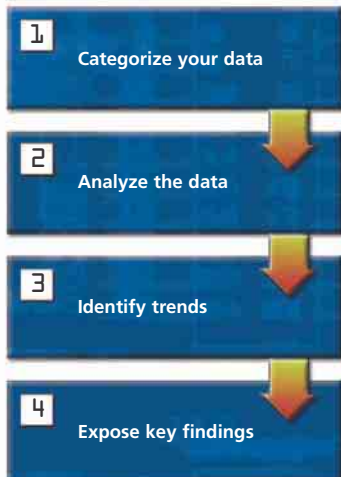 1
Categorize your data
2
Analyze the data
3
Identify trends
4
Expose key findings